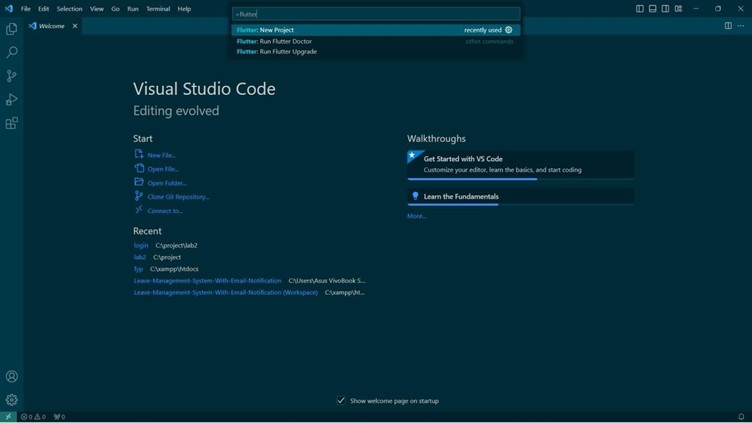 File Edit Selection View Go Run Terminal Help
>flutter
Flutter: New Project recently used
Flutter: Run Flutter Doctor other commands
Flutter: Run Flutter Upgrade
Welcome
Visual Studio Code
Editing evolved
Start
New File...
Open File...
Open Folder...
Clone Git Repository...
Connect to...
Recent
login C:\project\lab2
lab2 C:\project
fyp C:\xampp\htdocs
Leave-Management-System-With-Email-Notification C:\Users\Asus VivoBook S...
Leave-Management-System-With-Email-Notification (Workspace) C:\xampp\ht...
Walkthroughs
Get Started with VS Code
Customize your editor, learn the basics, and start coding
Learn the Fundamentals
More...
Show welcome page on startup
0 0 0